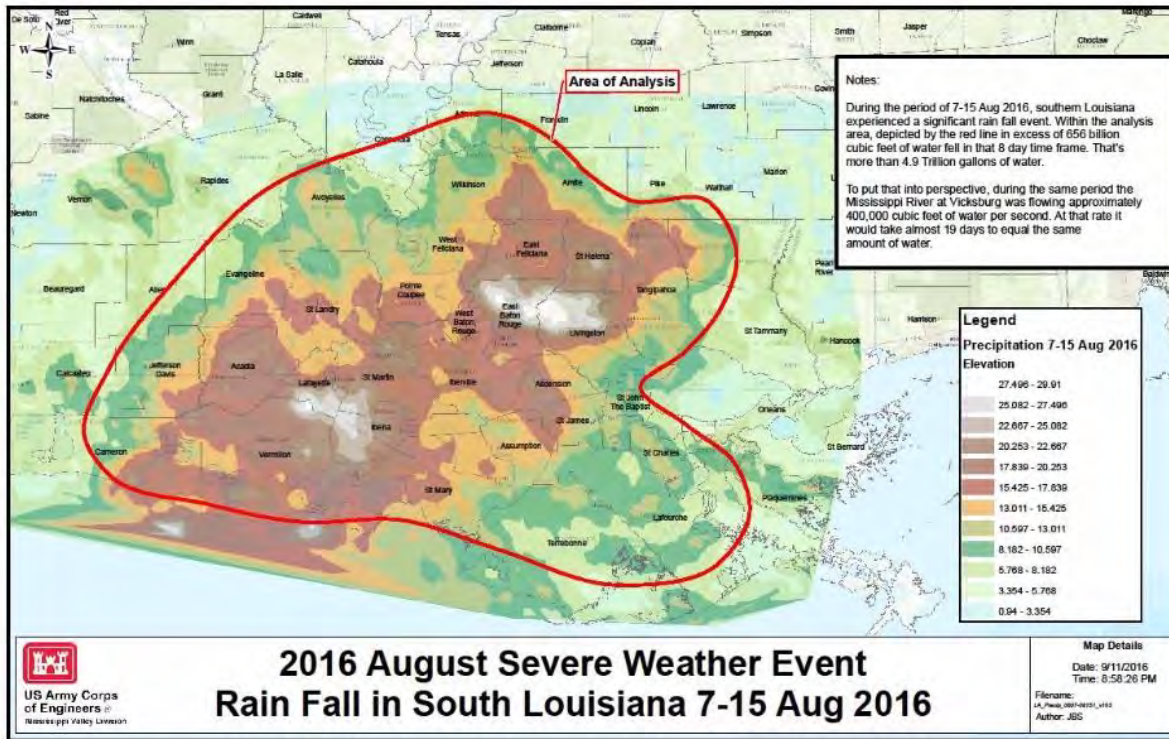 De Soto
Red River
Winn
Caldwell
Tensas
Claiborne
Copiah
Simpson
Smith
Jasper
Choctaw
Catahoula
Jefferson
La Salle
Grant
Natchitoches
Sabine
Area of Analysis
Franklin
Lincoln
Lawrence
Adams
Concordia
Rapides
Vernon
Newton
Avoyelles
Wilkinson
Amite
Pike
Walthall
Marion
West Feliciana
East Feliciana
St Helena
Pearl River
Evangeline
Beauregard
Allen
Pointe Coupee
Tangipahoa
St Landry
West Baton Rouge
East Baton Rouge
Livingston
Harrison
St Tammany
Hancock
Calcasieu
Jefferson Davis
Acadia
Lafayette
St Martin
Iberville
Ascension
St John The Baptist
Orleans
St James
Iberia
Cameron
Vermilion
Assumption
St Charles
St Bernard
St Mary
Plaquemines
Lafourche
Terrebonne
N
W E
S
Notes:
During the period of 7-15 Aug 2016, southern Louisiana
experienced a significant rain fall event. Within the analysis
area, depicted by the red line in excess of 656 billion
cubic feet of water fell in that 8 day time frame. That's
more than 4.9 Trillion gallons of water.
To put that into perspective, during the same period the
Mississippi River at Vicksburg was flowing approximately
400,000 cubic feet of water per second. At that rate it
would take almost 19 days to equal the same
amount of water.
Legend
Precipitation 7-15 Aug 2016
Elevation
27.496 - 29.91
25.082 - 27.496
22.667 - 25.082
20.253 - 22.667
17.839 - 20.253
15.425 - 17.839
13.011 - 15.425
10.597 - 13.011
8.182 - 10.597
5.768 - 8.182
3.354 - 5.768
0.94 - 3.354
US Army Corps
of Engineers ®
Mississippi Valley Division
2016 August Severe Weather Event
Rain Fall in South Louisiana 7-15 Aug 2016
Map Details
Date: 9/11/2016
Time: 8:58:26 PM
Filename:
Author: JBS